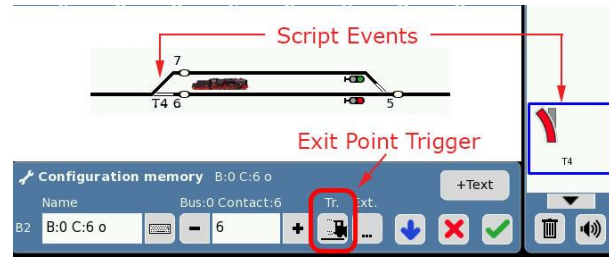 Script Events
7
T4 6
5
T4
Exit Point Trigger
Configuration memory B:0 C:6 o
+Text
Name Bus:0 Contact:6 Tr. Ext.
B2 B:0 C:6 o - 6 + ...